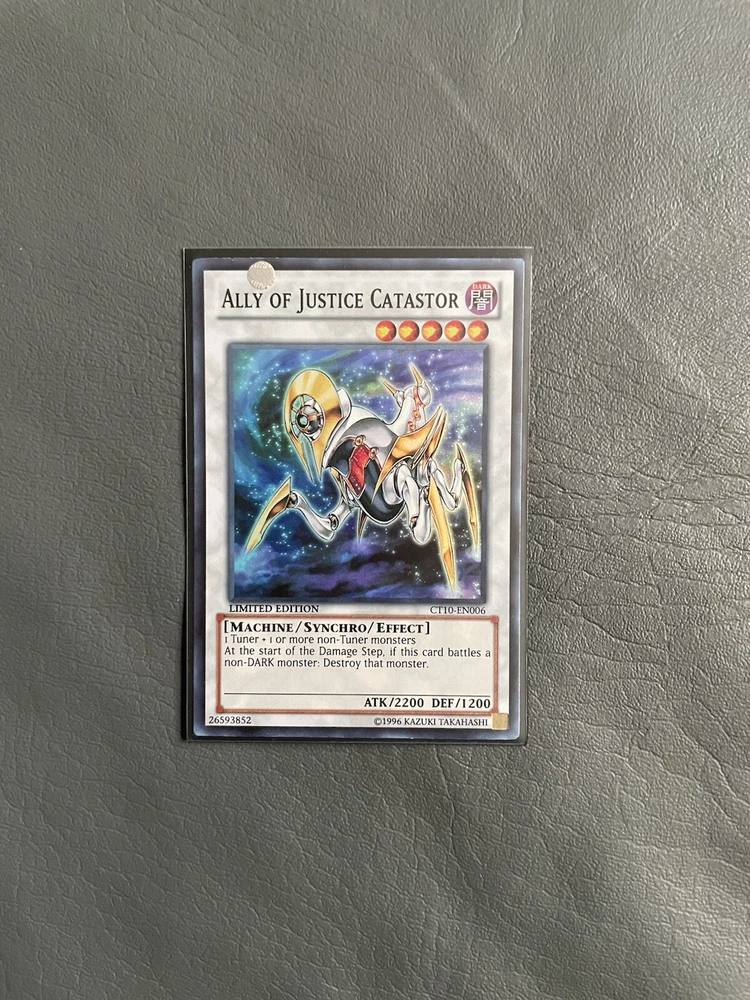 ALLY OF JUSTICE CATASTOR
DARK
闇
LIMITED EDITION
CT10-EN006
[MACHINE/SYNCHRO/EFFECT]
1 Tuner + 1 or more non-Tuner monsters
At the start of the Damage Step, if this card battles a
non-DARK monster: Destroy that monster.
ATK/2200 DEF/1200
26593852
©1996 KAZUKI TAKAHASHI